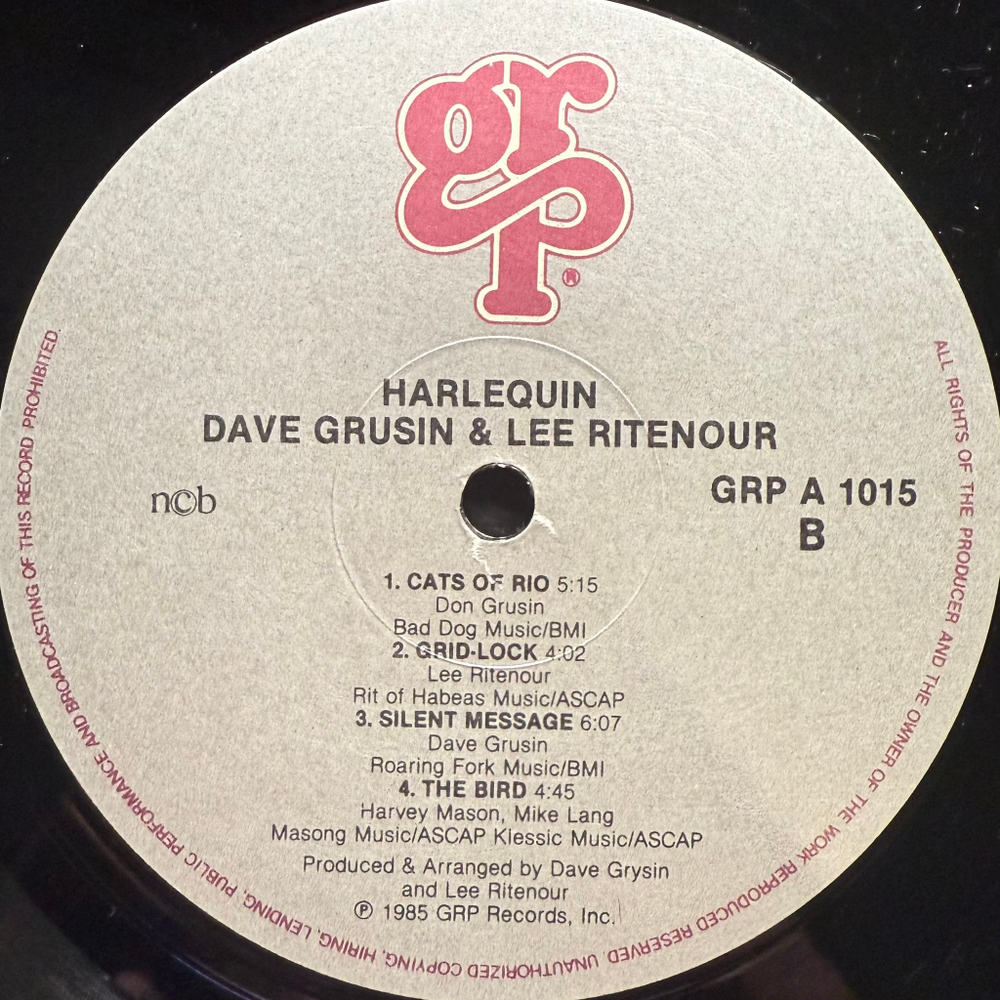 grp
®
HARLEQUIN
DAVE GRUSIN & LEE RITENOUR
n©b
GRP A 1015
B
1. CATS OF RIO 5:15
Don Grusin
Bad Dog Music/BMI
2. GRID-LOCK 4:02
Lee Ritenour
Rit of Habeas Music/ASCAP
3. SILENT MESSAGE 6:07
Dave Grusin
Roaring Fork Music/BMI
4. THE BIRD 4:45
Harvey Mason, Mike Lang
Masong Music/ASCAP Klessic Music/ASCAP
Produced & Arranged by Dave Grysin
and Lee Ritenour
℗ 1985 GRP Records, Inc.
ALL RIGHTS OF THE PRODUCER AND THE OWNER OF THE WORK REPRODUCED RESERVED. UNAUTHORIZED COPYING, HIRING, LENDING, PUBLIC PERFORMANCE AND BROADCASTING OF THIS RECORD PROHIBITED.